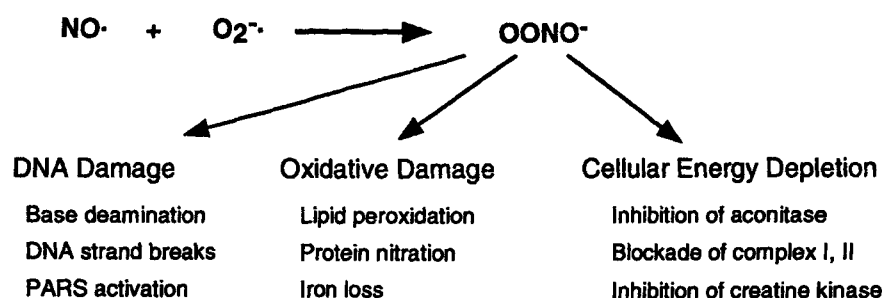 NO· + O₂⁻· OONO⁻
DNA Damage Oxidative Damage Cellular Energy Depletion
Base deamination Lipid peroxidation Inhibition of aconitase
DNA strand breaks Protein nitration Blockade of complex I, II
PARS activation Iron loss Inhibition of creatine kinase